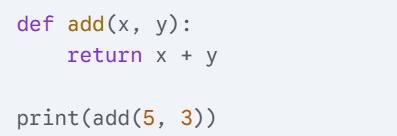 def add(x, y):
    return x + y

print(add(5, 3))